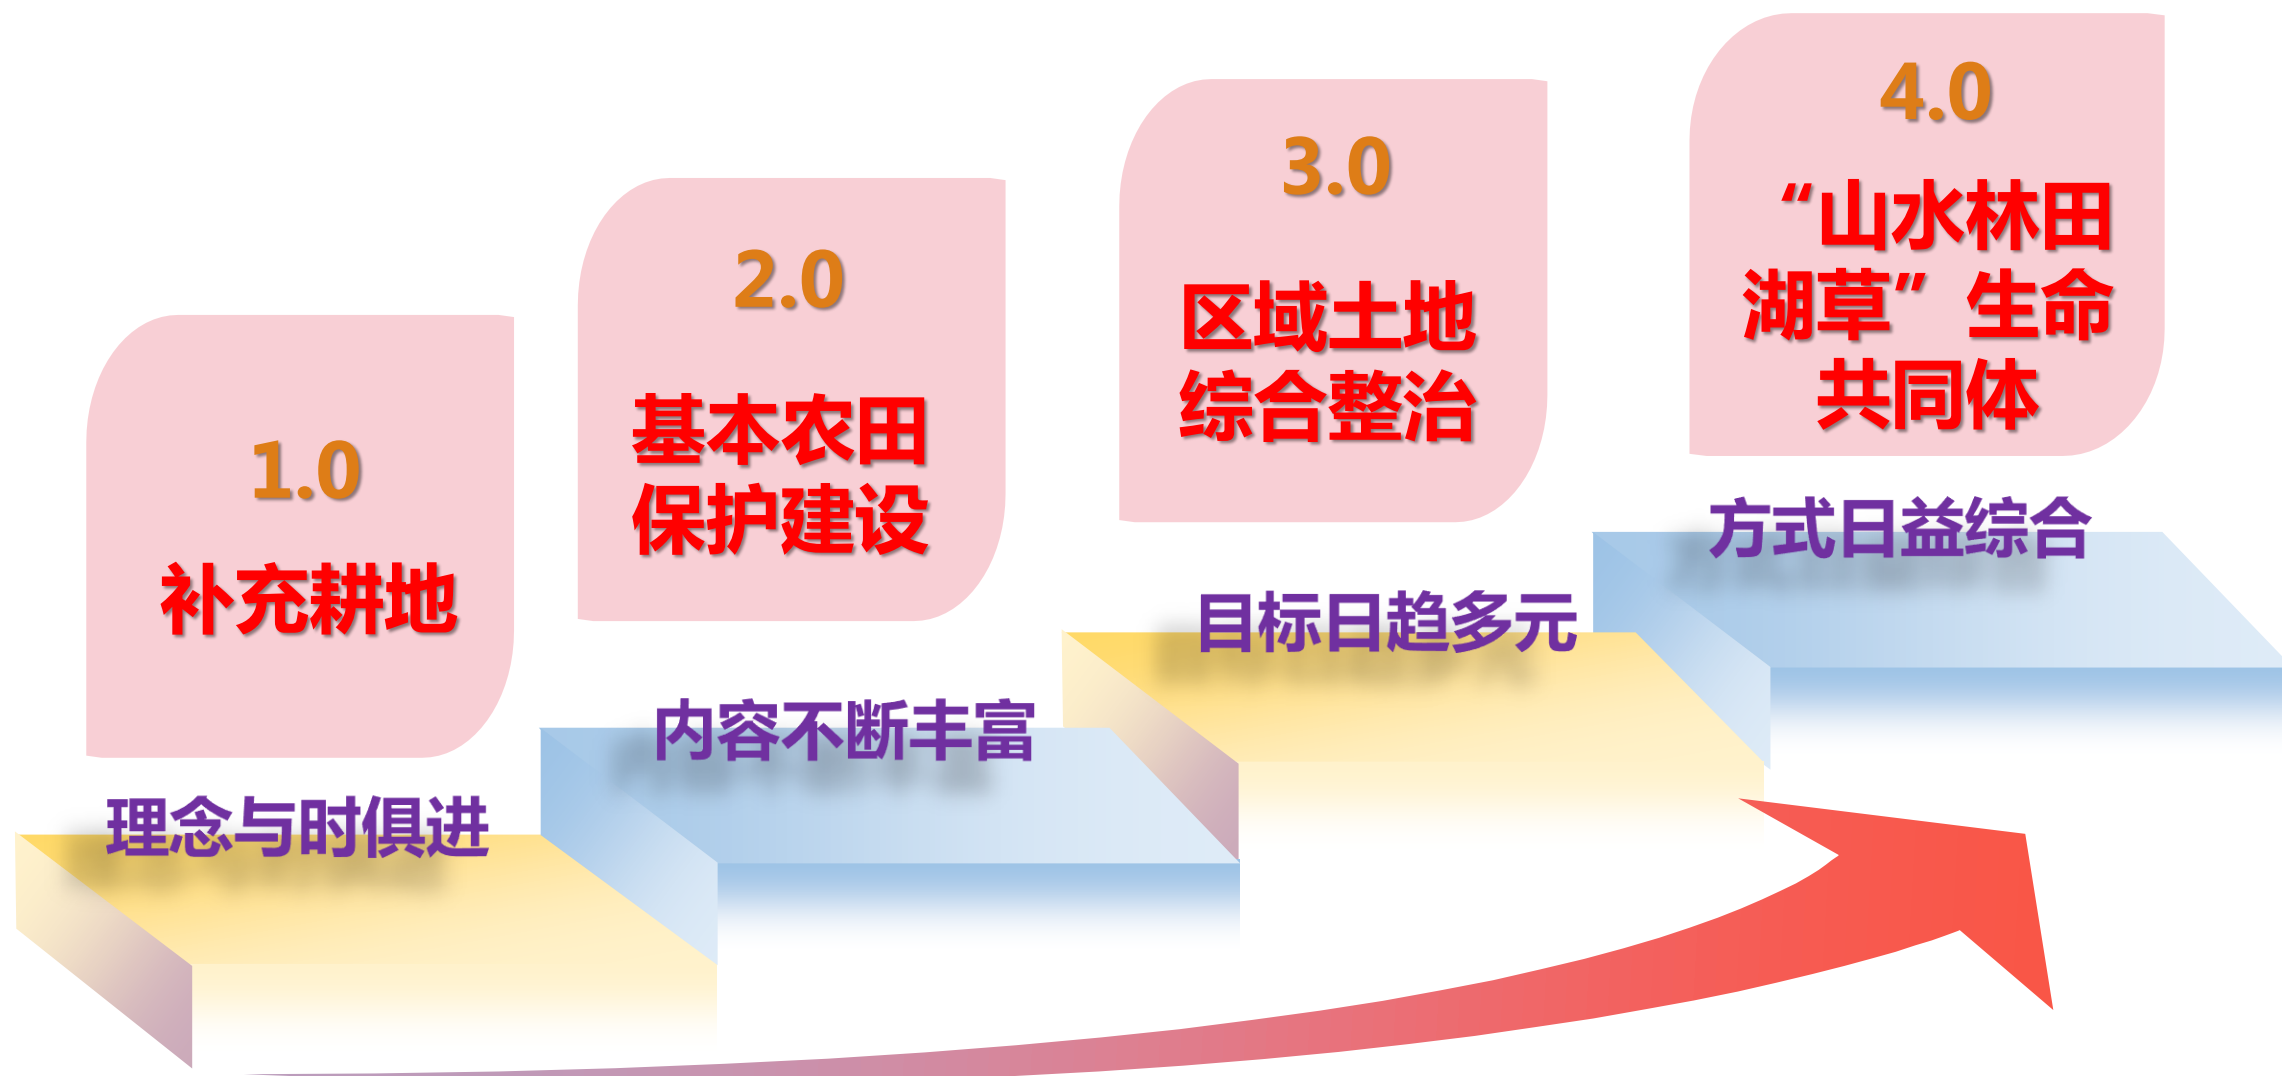 1.0
补充耕地
理念与时俱进
2.0
基本农田
保护建设
内容不断丰富
3.0
区域土地
综合整治
目标日趋多元
4.0
“山水林田
湖草”生命
共同体
方式日益综合